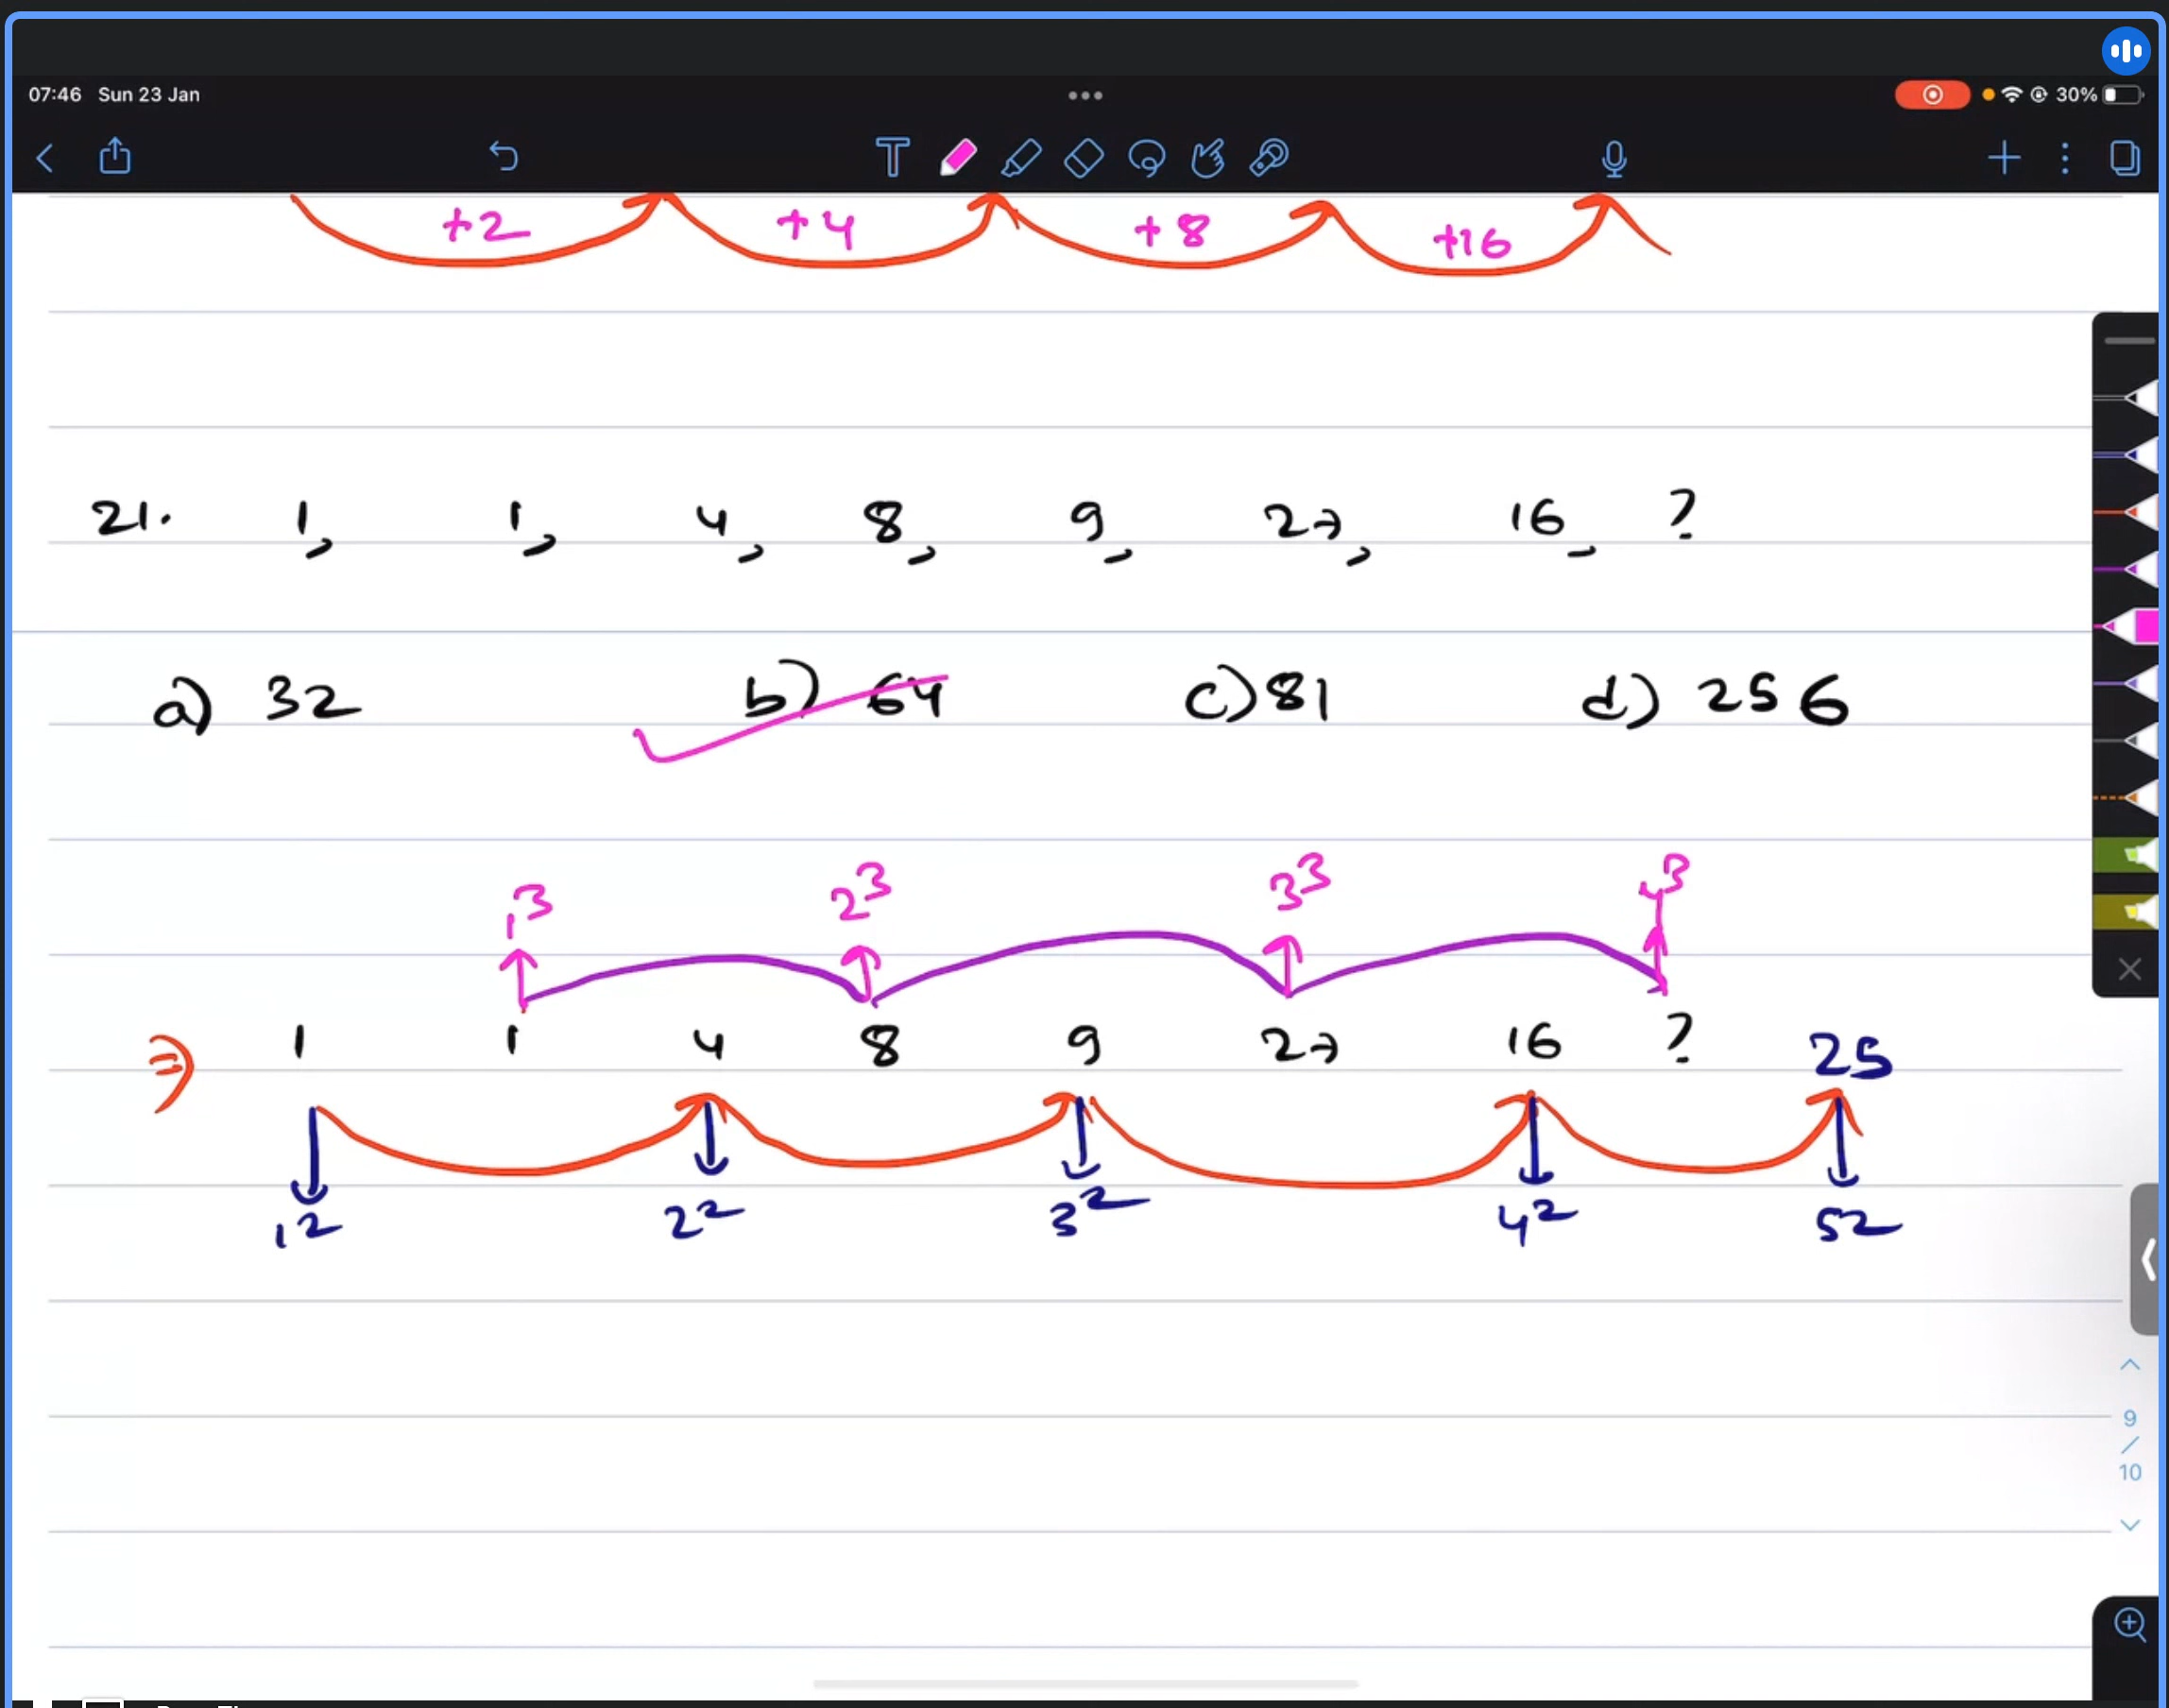 07:46 Sun 23 Jan
30%
+2 +4 +8 +16
21. 1, 1, 4, 8, 9, 27, 16, ?
a) 32 b) 64 c) 81 d) 256
1³ 2³ 3³ 4³
⇒ 1 1 4 8 9 27 16 ? 25
1² 2² 3² 4² 5²
9
/
10